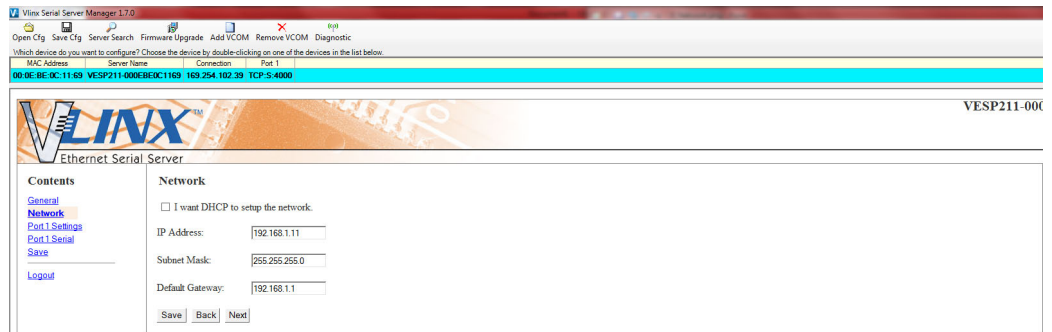 Vlinx Serial Server Manager 1.7.0
Open Cfg Save Cfg Server Search Firmware Upgrade Add VCOM Remove VCOM Diagnostic
Which device do you want to configure? Choose the device by double-clicking on one of the devices in the list below.
MAC Address Server Name Connection Port 1
00:0E:BE:0C:11:69 VESP211-000EBE0C1169 169.254.102.39 TCP:S:4000
VESP211-000
VLINX TM
Ethernet Serial Server
Contents
General
Network
Port 1 Settings
Port 1 Serial
Save
Logout
Network
I want DHCP to setup the network.
IP Address: 192.168.1.11
Subnet Mask: 255.255.255.0
Default Gateway: 192.168.1.1
Save Back Next